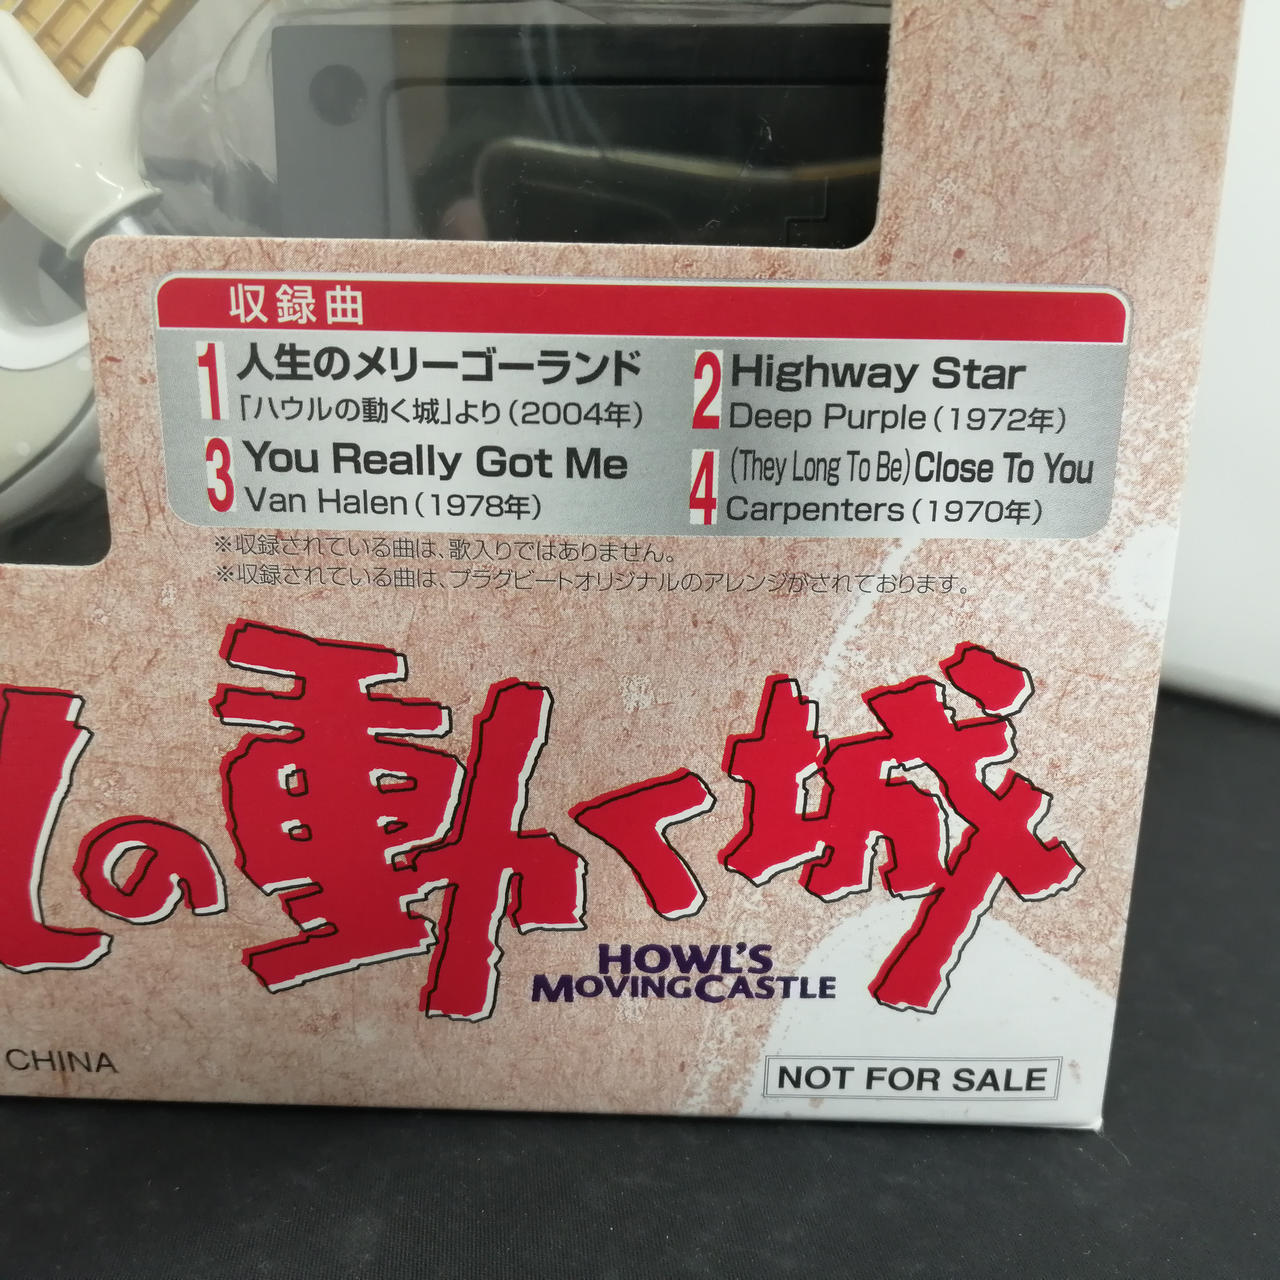 収録曲
1 人生のメリーゴーランド
「ハウルの動く城」より(2004年)
2 Highway Star
Deep Purple(1972年)
3 You Really Got Me
Van Halen(1978年)
4 (They Long To Be)Close To You
Carpenters(1970年)
※収録されている曲は、歌入りではありません。
※収録されている曲は、プラグビートオリジナルのアレンジがされております。
ルの動く城
HOWL'S
MOVING CASTLE
CHINA
NOT FOR SALE